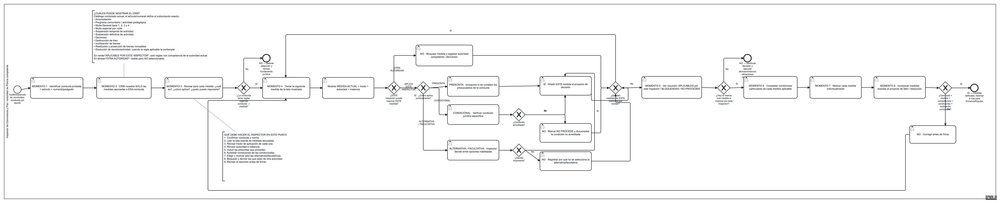 Inspector de Convivencia y Paz / autoridad de Policía competente
¿CUÁLES PUEDE MOSTRAR EL CRM?
Catálogo controlado actual; el artículo/numeral define el subconjunto exacto:
• Amonestación
• Programa comunitario / actividad pedagógica
• Multa General tipos 1, 2, 3 y 4
• Multa especial por ruido
• Suspensión temporal de actividad
• Suspensión definitiva de actividad
• Decomiso
• Destrucción de bien
• Inutilización de bienes
• Restitución y protección de bienes inmuebles
• Disolución de reunión/actividad, cuando la regla aplicable la contemple
En verde/"APLICABLE POR ESTE INSPECTOR": solo reglas con competencia de la autoridad actual.
En ámbar/"OTRA AUTORIDAD": visible pero NO seleccionable.
Audiencia/prueb
as concluidas;
conducta por
decidir
MOMENTO 1 · Identificar conducta probada
+ artículo + numeral/parágrafo
MOMENTO 2 · CRM muestra SOLO las
medidas asociadas a ESA conducta
MOMENTO 3 · Revisar para cada medida: ¿cuál
es?, ¿cómo aplica?, ¿quién puede imponerla?
¿La conducta
tiene reglas
vigentes
conducta →
medida?
No
NO → detener
selección y
revisar
fundamento
jurídico
Sí
MOMENTO 4 · Tomar la siguiente
medida de la lista mostrada
Mostrar MEDIDA ACTUAL + modo +
autoridad + instancia
¿ESTE
Inspector puede
imponer ESTA
medida?
OTRA
AUTORIDAD
NO · Bloquear medida y registrar autoridad
competente / derivación
APLICA
ESTE
INSPECTOR
SÍ · ¿Cómo aplica
jurídicamente?
PRESCRITA
PRESCRITA · Incorporar si se cumplen los
presupuestos de la conducta
CONDICIONAL
CONDICIONAL · Verificar condición
jurídica específica
ALTERNATIVA
/ FACULTATIVA
ALTERNATIVA / FACULTATIVA · Inspector
decide entre opciones habilitadas
¿Condición
acreditada?
¿Decide
imponerla?
No
Sí
SÍ · Añadir ESTA medida al proyecto de
decisión
NO · Marcar NO PROCEDE y documentar
la condición no acreditada
NO · Registrar por qué no se selecciona la
alternativa/facultativa
Sí
¿Quedan
medidas de ESTA
conducta por
revisar?
No
MOMENTO 5 · Ver resumen: APLICABLES por
este Inspector / BLOQUEADAS / NO PROCEDEN
¿Hay al menos
una medida a
imponer por este
Inspector?
No
NO → continuar
decisión y
ejecutar
derivaciones/coo
rdinaciones
Sí
MOMENTO 6 · Completar condiciones
particulares de cada medida aplicable
MOMENTO 7 · Motivar cada medida
individualmente
MOMENTO 8 · Incorporar medidas
exactas al proyecto de fallo / resolución
¿Conducta +
medida +
competencia +
condiciones +
motivación
completa?
No
Sí
SÍ → medidas
definidas; retornar
a ruta para
firma/notificación
NO · Corregir antes de firma
QUÉ DEBE HACER EL INSPECTOR EN ESTE PUNTO
1. Confirmar conducta y norma.
2. Leer la lista exacta de medidas asociadas.
3. Revisar modo de aplicación de cada una.
4. Revisar autoridad e instancia.
5. Incluir las prescritas que procedan.
6. Acreditar condiciones de las condicionales.
7. Elegir y motivar solo las alternativas/facultativas.
8. Bloquear y derivar las que sean de otra autoridad.
9. Revisar el resumen antes de firmar.
BPMN.iO